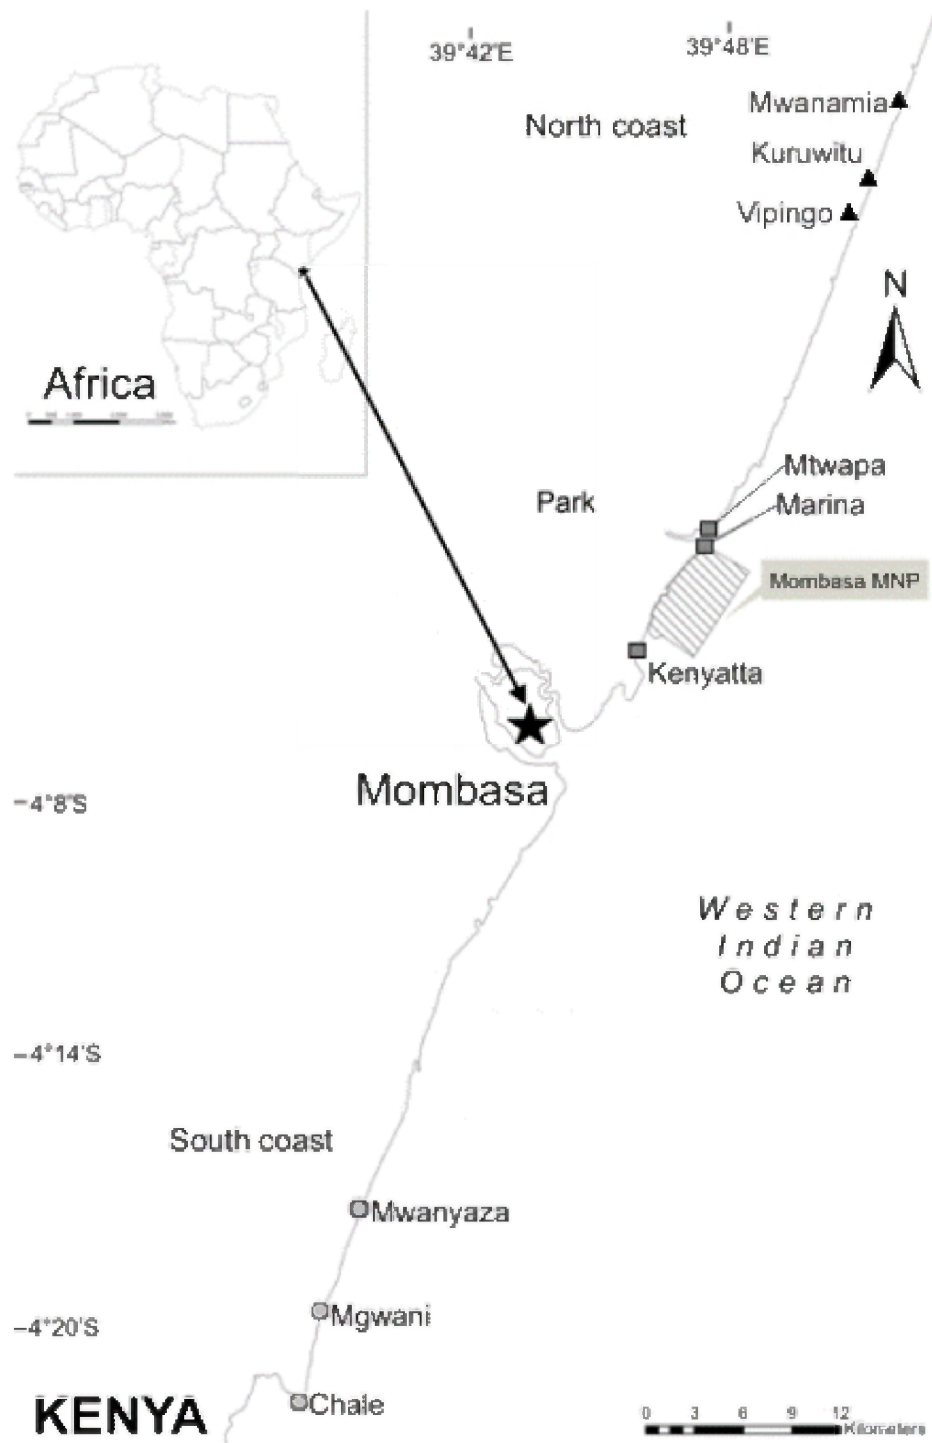 39°42'E
39°48'E
Mwanamia
North coast
Kuruwitu
Vipingo
N
Africa
Mtwapa
Park
Marina
Mombasa MNP
Kenyatta
Mombasa
–4°8'S
Western
Indian
Ocean
–4°14'S
South coast
Mwanyaza
Mgwani
–4°20'S
Chale
KENYA
0 3 6 9 12
Kilometers